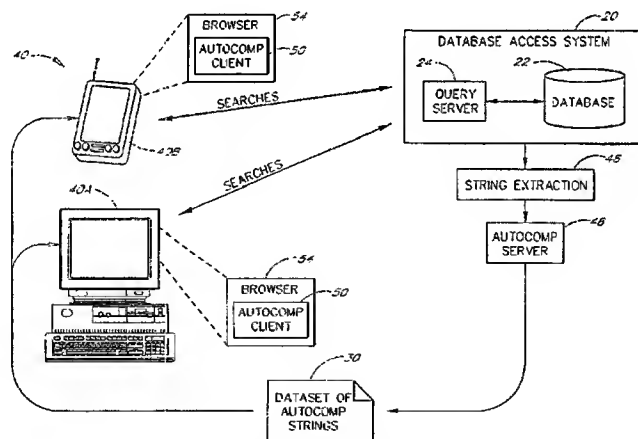 54
BROWSER
50
AUTOCOMP
CLIENT
40
40B
SEARCHES
SEARCHES
20
DATABASE ACCESS SYSTEM
24
22
QUERY
SERVER
DATABASE
45
STRING EXTRACTION
46
AUTOCOMP
SERVER
40A
54
BROWSER
50
AUTOCOMP
CLIENT
30
DATASET OF
AUTOCOMP
STRINGS